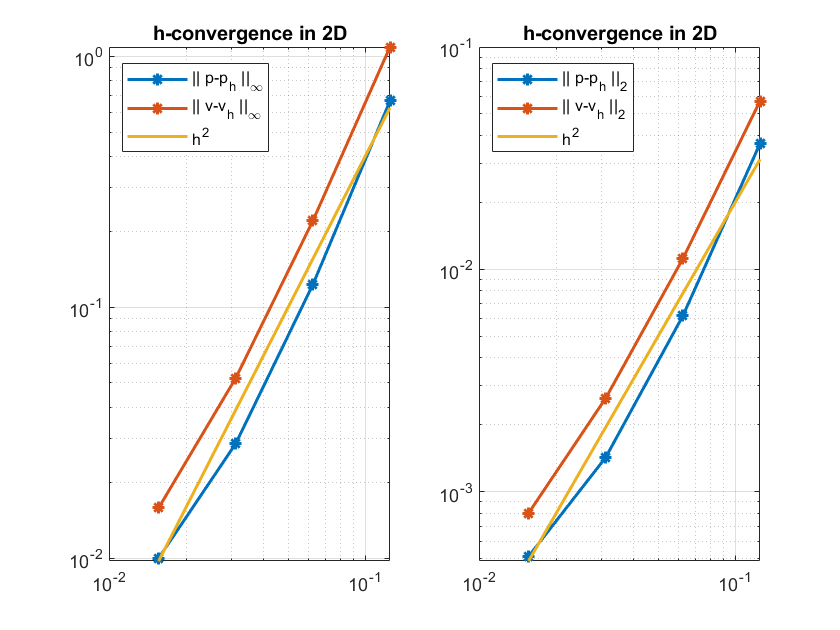 h-convergence in 2D
|| p-p_h ||_∞
|| v-v_h ||_∞
h^2
10^0
10^-1
10^-2
10^-2
10^-1
h-convergence in 2D
|| p-p_h ||_2
|| v-v_h ||_2
h^2
10^-1
10^-2
10^-3
10^-2
10^-1